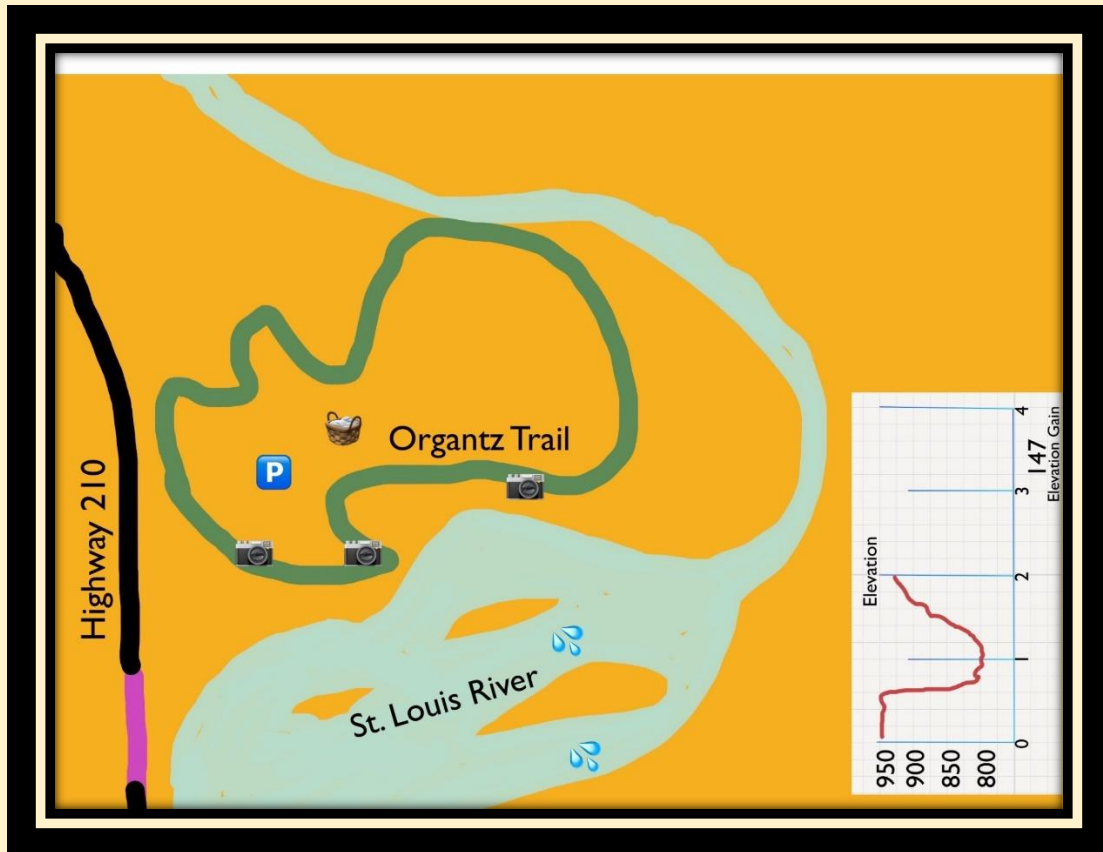 Highway 210
P
Organtz Trail
St. Louis River
Elevation
950
900
850
800
0
1
2
3
4
147
Elevation Gain